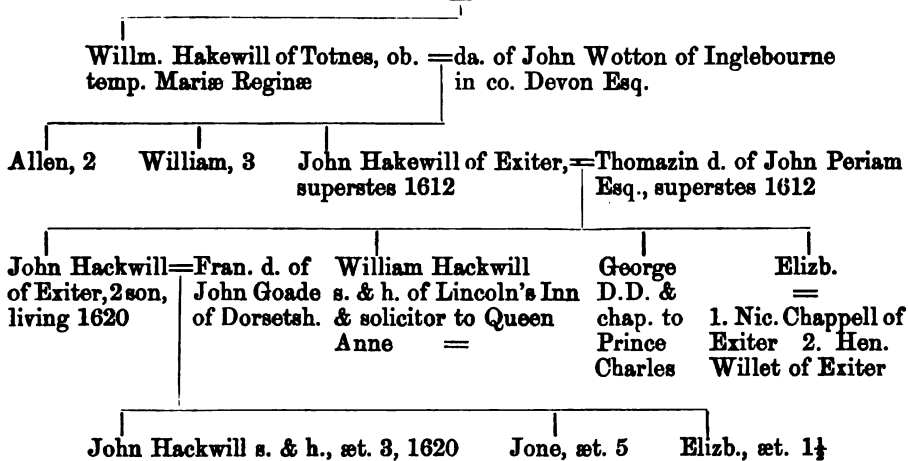 Willm. Hakewill of Totnes, ob. = da. of John Wotton of Inglebourne
temp. Mariæ Reginæ in co. Devon Esq.
Allen, 2 William, 3 John Hakewill of Exiter, = Thomazin d. of John Periam
superstes 1612 Esq., superstes 1612
John Hackwill = Fran. d. of William Hackwill George Elizb.
of Exiter, 2 son, John Goade s. & h. of Lincoln's Inn D.D. & =
living 1620 of Dorsetsh. & solicitor to Queen chap. to 1. Nic. Chappell of
Anne = Prince Exiter 2. Hen.
Charles Willet of Exiter
John Hackwill s. & h., æt. 3, 1620 Jone, æt. 5 Elizb., æt. 1½